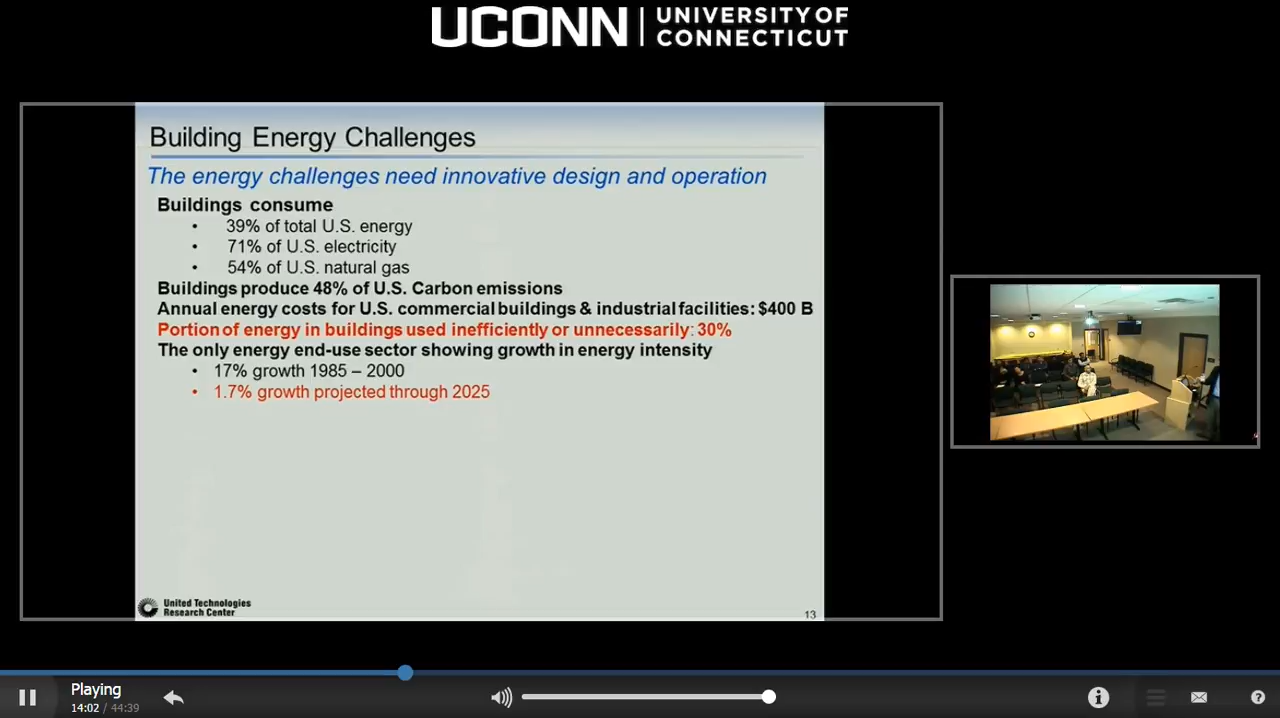 UCONN
UNIVERSITY OF
CONNECTICUT
Building Energy Challenges
The energy challenges need innovative design and operation
Buildings consume
• 39% of total U.S. energy
• 71% of U.S. electricity
• 54% of U.S. natural gas
Buildings produce 48% of U.S. Carbon emissions
Annual energy costs for U.S. commercial buildings & industrial facilities: $400 B
Portion of energy in buildings used inefficiently or unnecessarily: 30%
The only energy end-use sector showing growth in energy intensity
• 17% growth 1985 – 2000
• 1.7% growth projected through 2025
United Technologies
Research Center
13
Playing
14:02 / 44:39